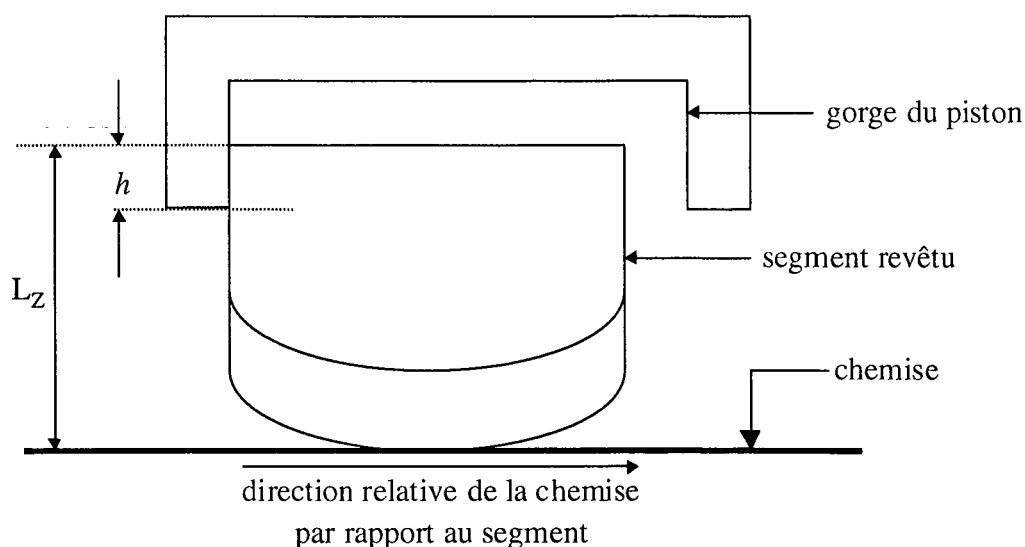 gorge du piston
h
segment revêtu
L_Z
chemise
direction relative de la chemise
par rapport au segment